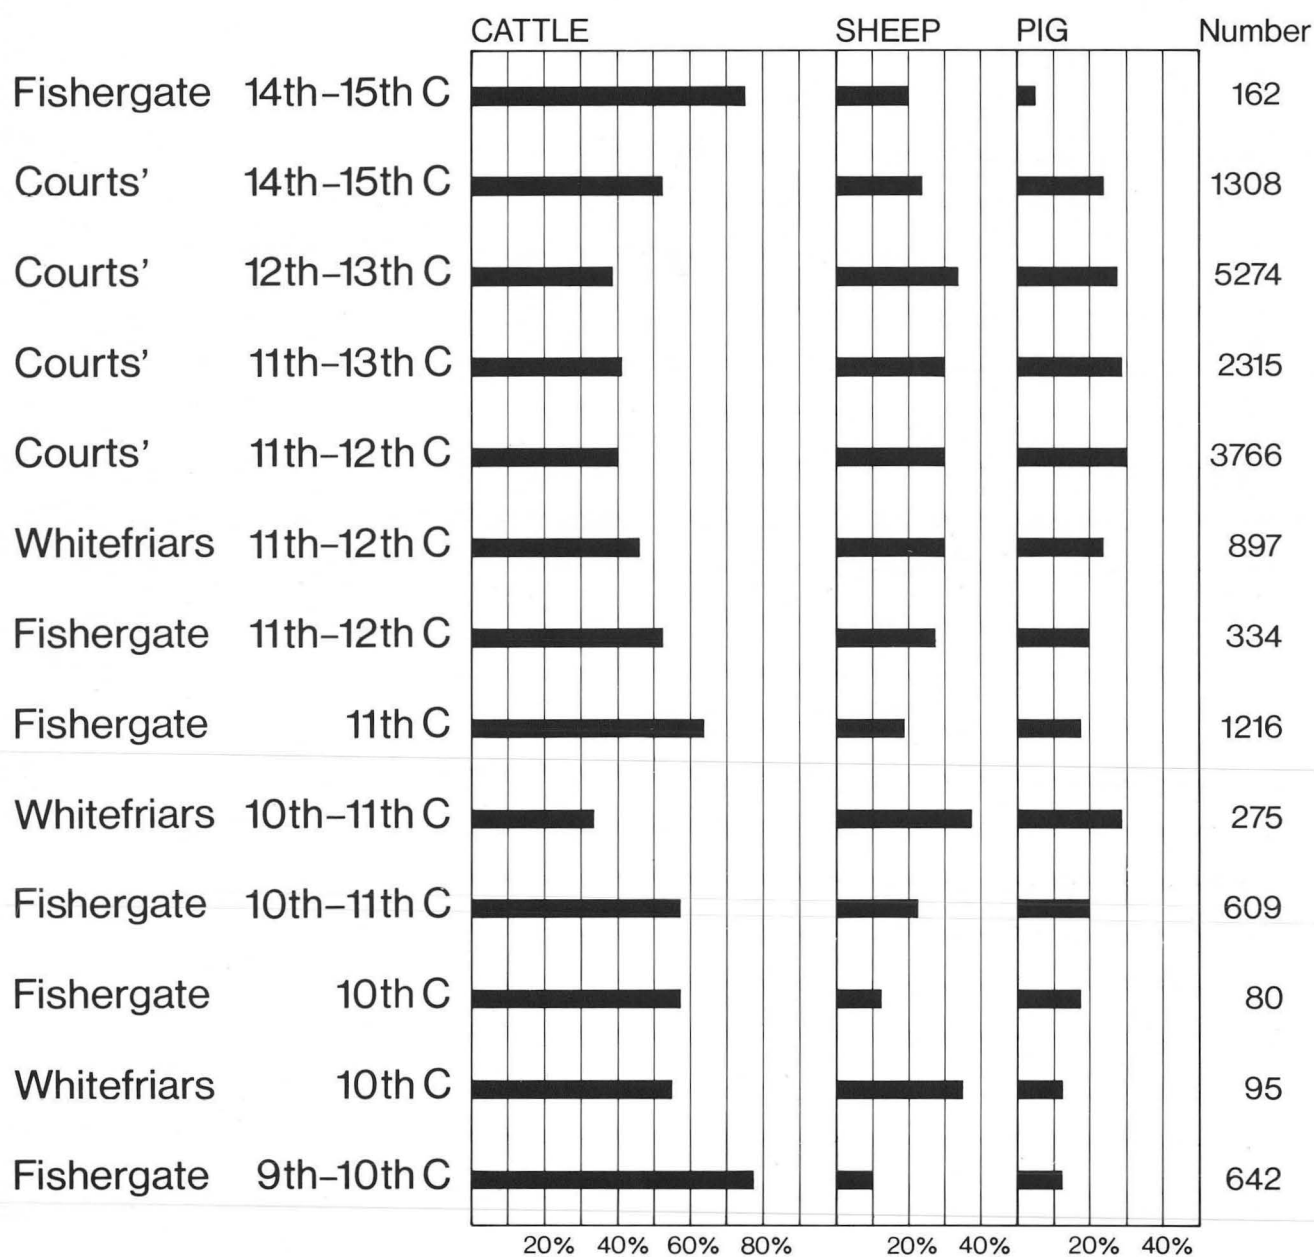 CATTLE SHEEP PIG Number
Fishergate 14th–15th C 162
Courts’ 14th–15th C 1308
Courts’ 12th–13th C 5274
Courts’ 11th–13th C 2315
Courts’ 11th–12th C 3766
Whitefriars 11th–12th C 897
Fishergate 11th–12th C 334
Fishergate 11th C 1216
Whitefriars 10th–11th C 275
Fishergate 10th–11th C 609
Fishergate 10th C 80
Whitefriars 10th C 95
Fishergate 9th–10th C 642
20% 40% 60% 80% 20% 40% 20% 40%